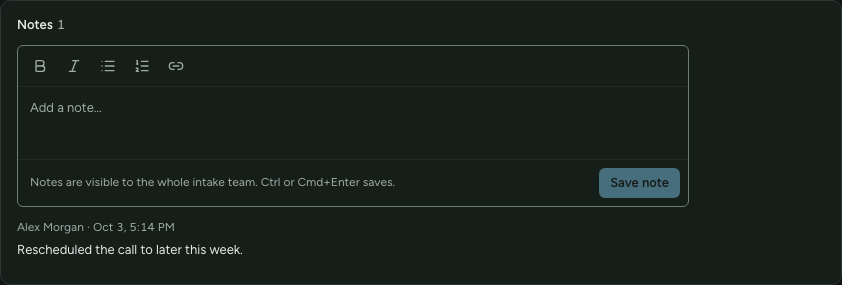 Notes 1
Add a note...
Notes are visible to the whole intake team. Ctrl or Cmd+Enter saves.
Save note
Alex Morgan · Oct 3, 5:14 PM
Rescheduled the call to later this week.